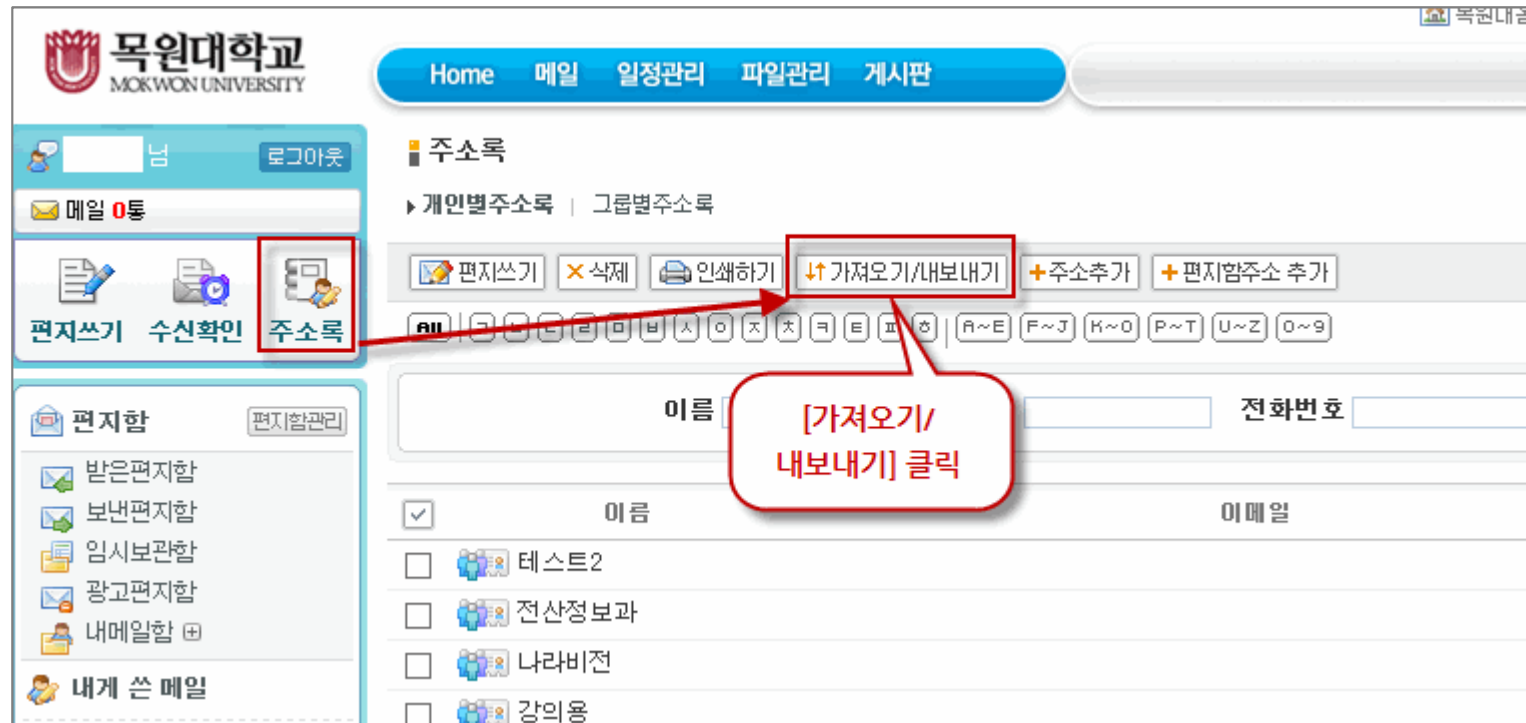 목원대
목원대학교
MOKWON UNIVERSITY
Home 메일 일정관리 파일관리 게시판
님 로그아웃
메일 0통
편지쓰기 수신확인 주소록
주소록
개인별주소록 | 그룹별주소록
편지쓰기 삭제 인쇄하기 가져오기/내보내기 +주소추가 +편지함주소 추가
All ㄱ ㄴ ㄷ ㄹ ㅁ ㅂ ㅅ ㅇ ㅈ ㅊ ㅋ ㅌ ㅍ ㅎ A~E F~J K~O P~T U~Z 0~9
이름 전화번호
[가져오기/
내보내기] 클릭
편지함 편지함관리
받은편지함
보낸편지함
임시보관함
광고편지함
내메일함
내게 쓴 메일
이름 이메일
테스트2
전산정보과
나라비전
강의용